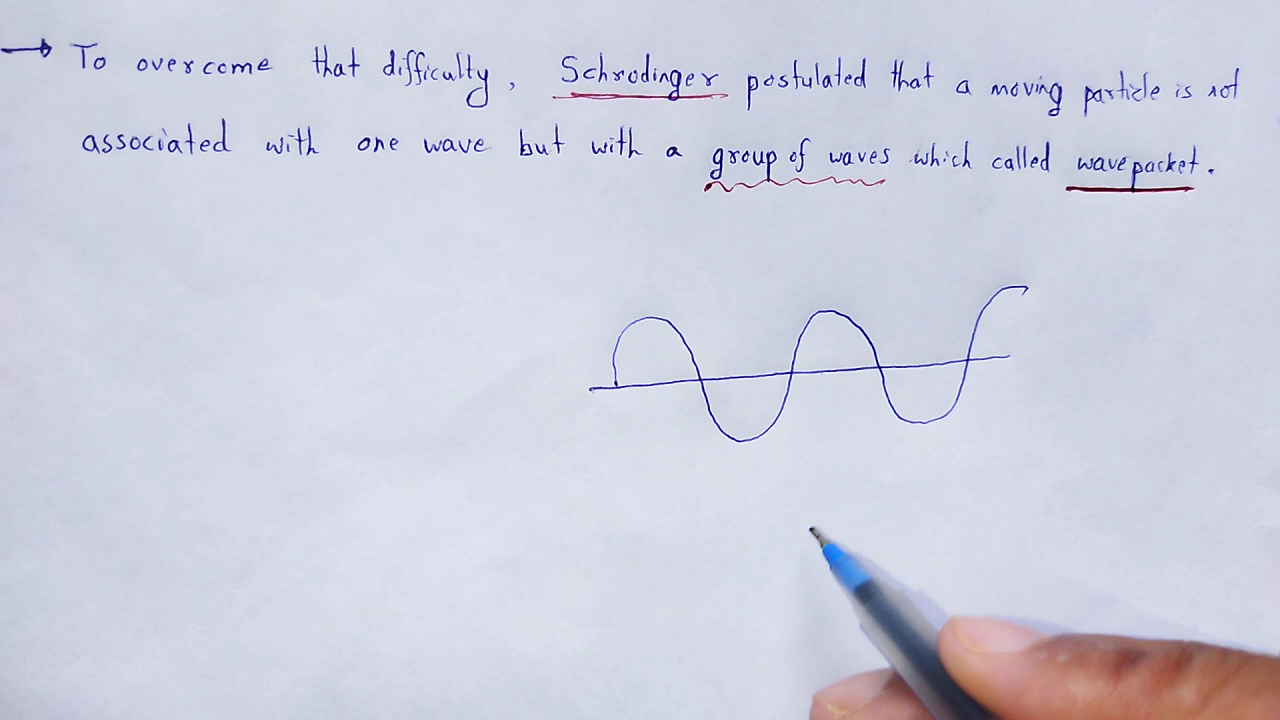 → To overcome that difficulty, Schrodinger postulated that a moving particle is not
associated with one wave but with a group of waves which called wavepacket.